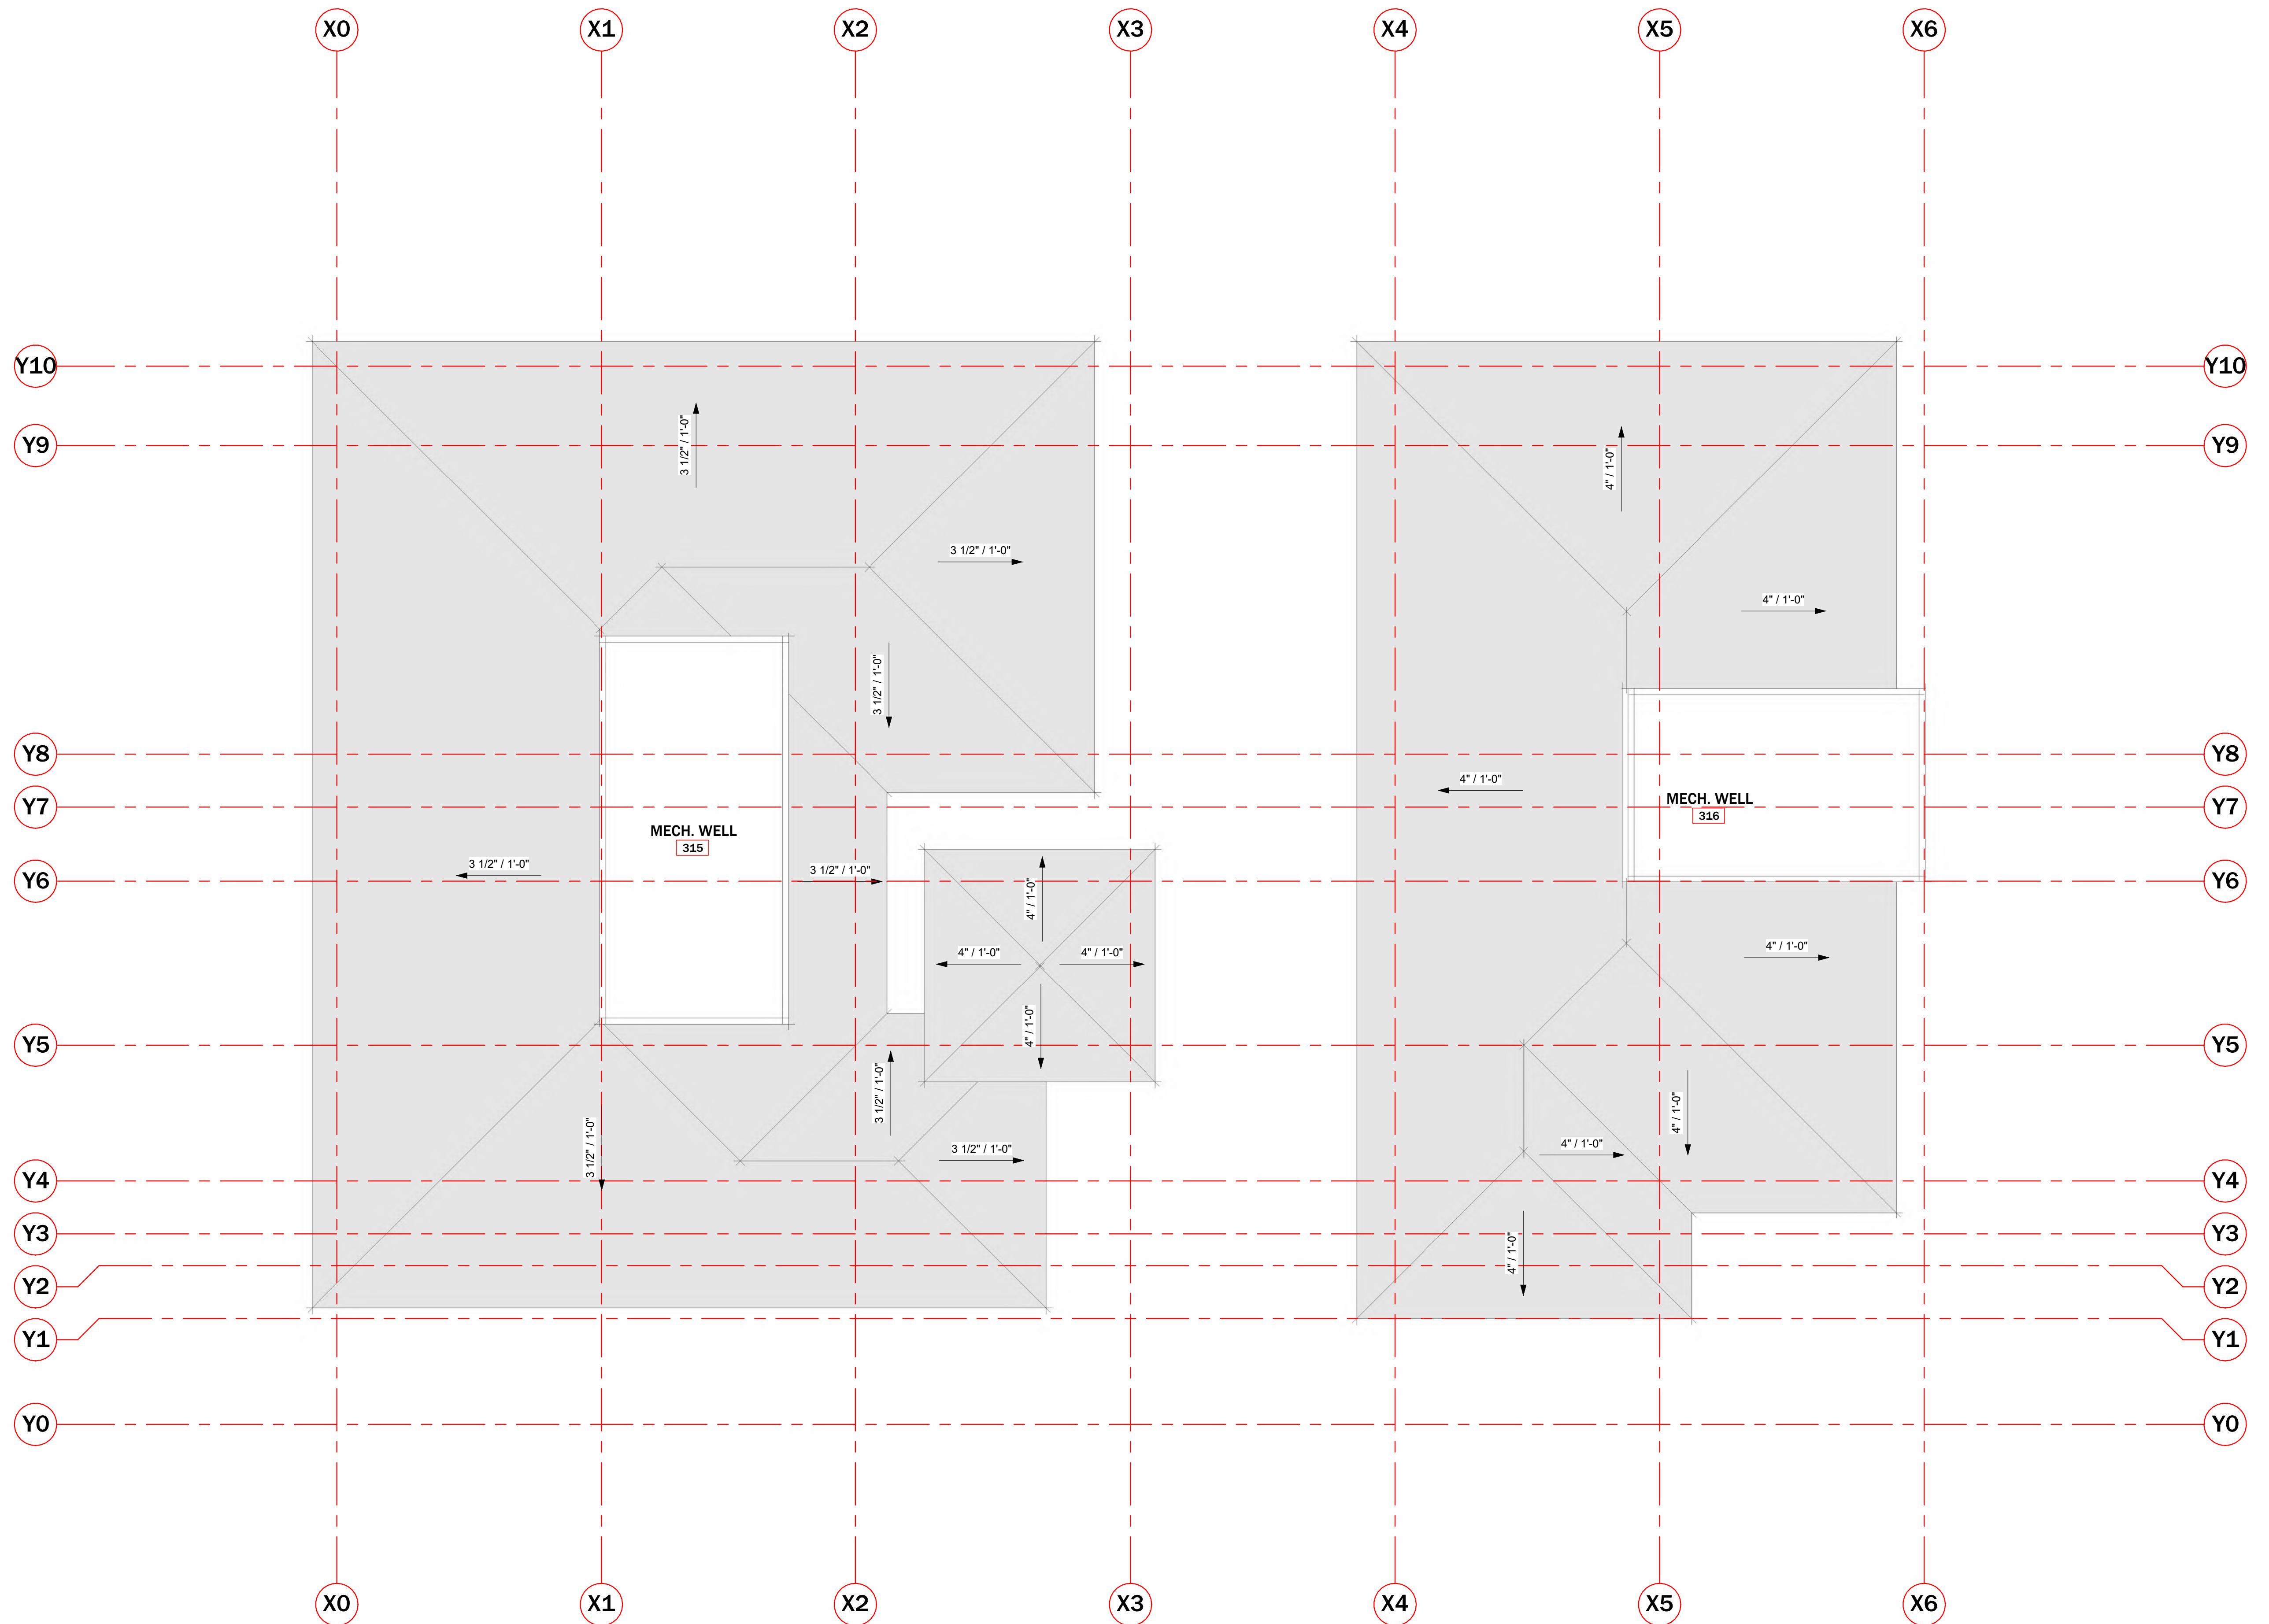 X0
X1
X2
X3
X4
X5
X6
Y10
Y10
3 1/2" / 1'-0"
Y9
Y9
4" / 1'-0"
3 1/2" / 1'-0"
4" / 1'-0"
3 1/2" / 1'-0"
Y8
Y8
4" / 1'-0"
MECH. WELL
316
Y7
Y7
MECH. WELL
315
3 1/2" / 1'-0"
3 1/2" / 1'-0"
Y6
Y6
4" / 1'-0"
4" / 1'-0"
4" / 1'-0"
4" / 1'-0"
4" / 1'-0"
Y5
Y5
3 1/2" / 1'-0"
4" / 1'-0"
3 1/2" / 1'-0"
3 1/2" / 1'-0"
4" / 1'-0"
Y4
Y4
Y3
Y3
4" / 1'-0"
Y2
Y2
Y1
Y1
Y0
Y0
X0
X1
X2
X3
X4
X5
X6